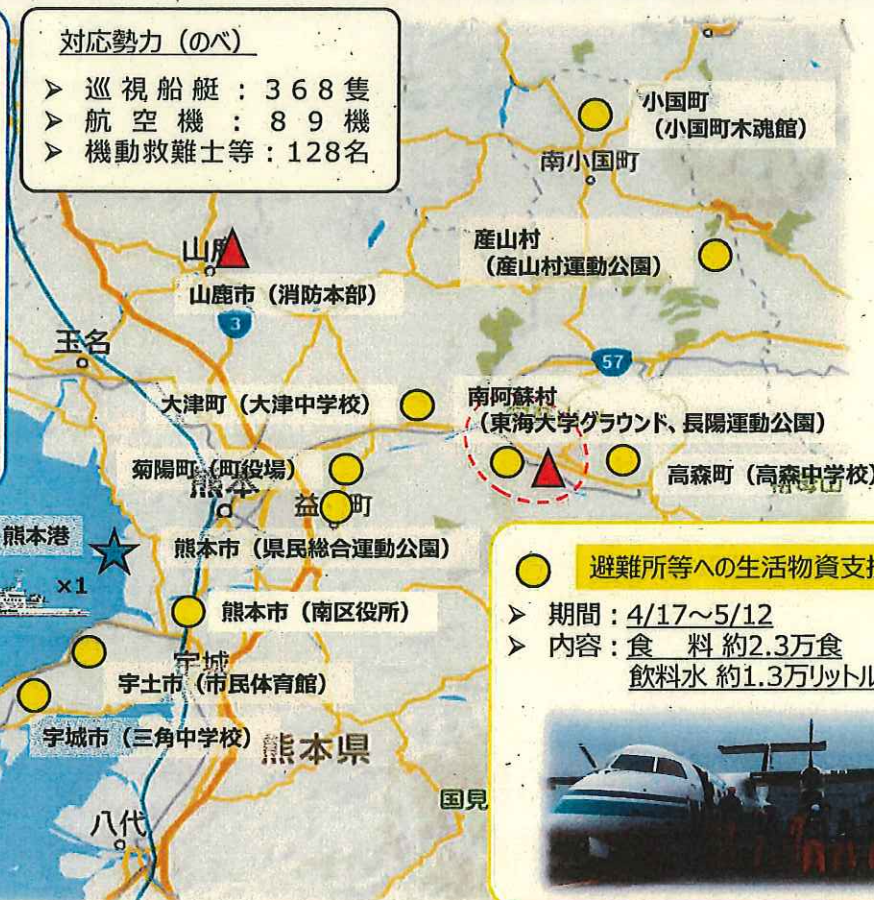 対応勢力（のべ）
➢ 巡視船艇：368隻
➢ 航空機：89機
➢ 機動救難士等：128名
小国町
（小国町木魂館）
南小国町
産山村
（産山村運動公園）
山鹿市（消防本部）
3
玉名
57
大津町（大津中学校）
南阿蘇村
（東海大学グラウンド、長陽運動公園）
菊陽町（町役場）
熊本
高森町（高森中学校）
益城町
熊本港
×1
熊本市（県民総合運動公園）
熊本市（南区役所）
宇城
宇土市（市民体育館）
宇城市（三角中学校）
熊本県
国見
八代
避難所等への生活物資支援
➢ 期間：4/17～5/12
➢ 内容：食　料 約2.3万食
飲料水 約1.3万リットル